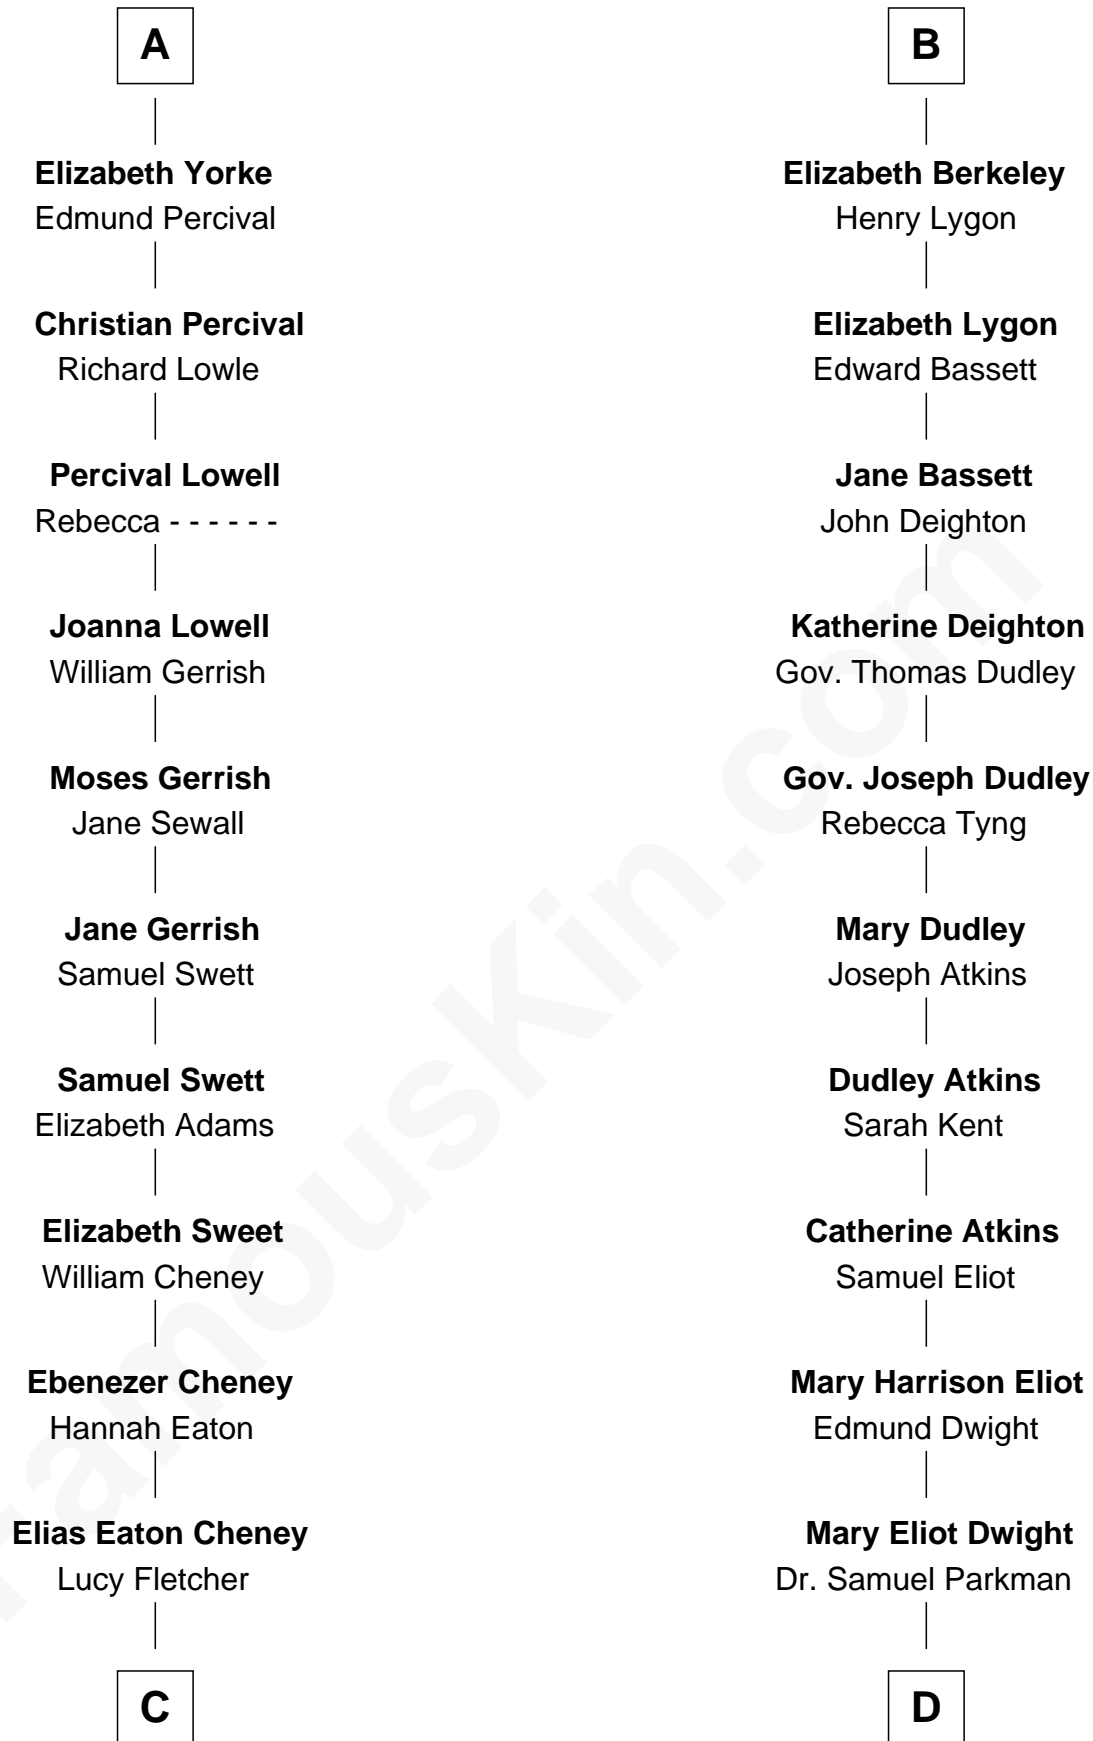 A
Elizabeth Yorke
Edmund Percival
Christian Percival
Richard Lowle
Percival Lowell
Rebecca - - - - - -
Joanna Lowell
William Gerrish
Moses Gerrish
Jane Sewall
Jane Gerrish
Samuel Swett
Samuel Swett
Elizabeth Adams
Elizabeth Sweet
William Cheney
Ebenezer Cheney
Hannah Eaton
Elias Eaton Cheney
Lucy Fletcher
C
B
Elizabeth Berkeley
Henry Lygon
Elizabeth Lygon
Edward Bassett
Jane Bassett
John Deighton
Katherine Deighton
Gov. Thomas Dudley
Gov. Joseph Dudley
Rebecca Tyng
Mary Dudley
Joseph Atkins
Dudley Atkins
Sarah Kent
Catherine Atkins
Samuel Eliot
Mary Harrison Eliot
Edmund Dwight
Mary Eliot Dwight
Dr. Samuel Parkman
D
FamousKin.com